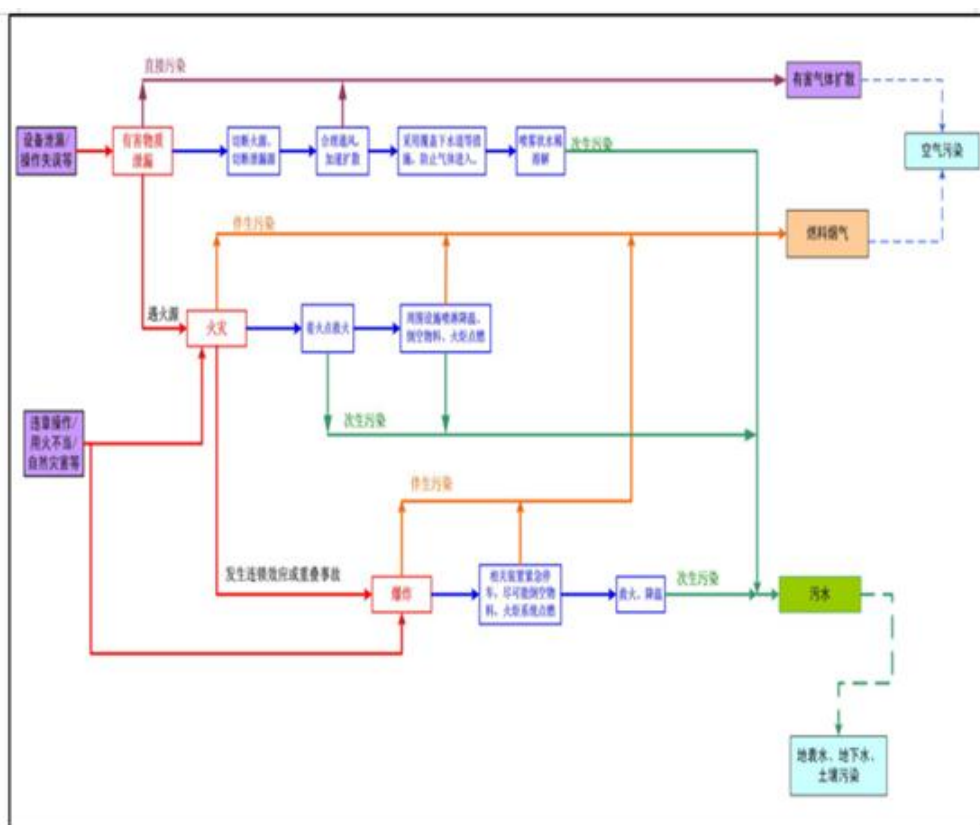 直接污染
有害气体扩散
设备泄漏/
操作失误等
有害物质
泄漏
切断火源、
切断泄漏源
合理通风，
加速扩散
采用覆盖下水道等措
施，防止气体进入。
喷雾状水稀
溶解
次生污染
空气污染
伴生污染
燃料烟气
遇火源
火灾
着火点救火
周围设施喷淋降温、
倒空物料、火炬点燃
违章操作/
用火不当/
自然灾害等
次生污染
伴生污染
发生连锁效应或重叠事故
爆炸
相关装置紧急停
车，尽可能倒空物
料，火炬系统点燃
救火、降温
次生污染
污水
地表水、地下水、
土壤污染